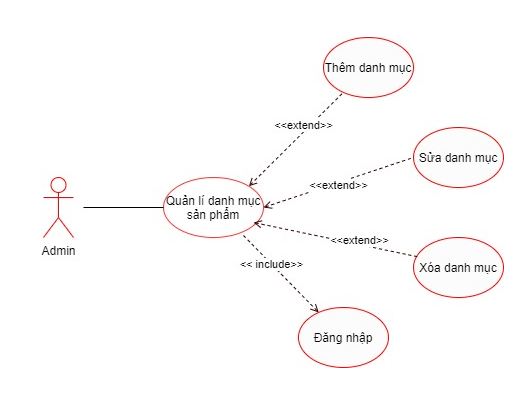 Thêm danh mục
<<extend>>
Sửa danh mục
<<extend>>
Quản lí danh mục
sản phẩm
Admin
<<extend>>
Xóa danh mục
<< include>>
Đăng nhập